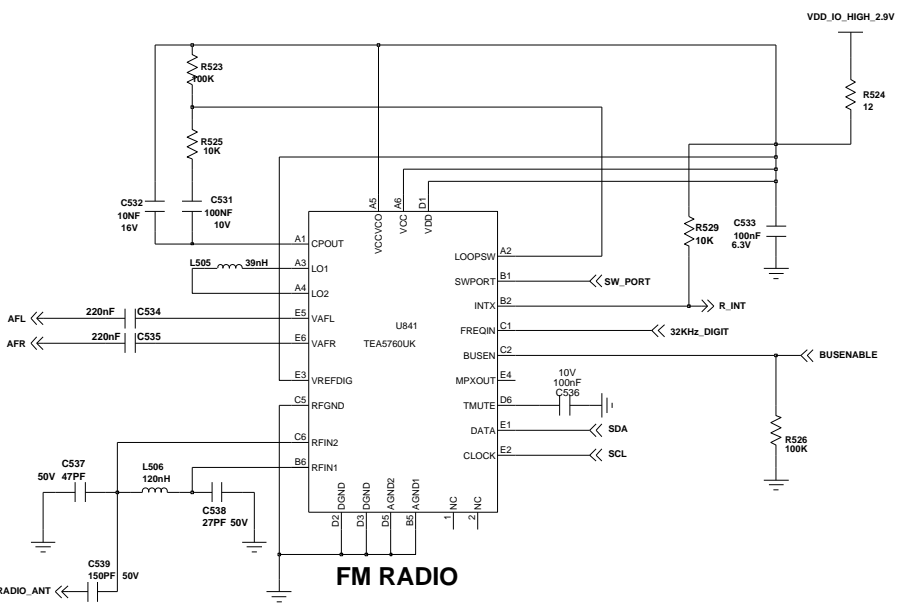 VDD_IO_HIGH_2.9V
R523
100K
R524
12
R525
10K
C532
10NF
16V
C531
100NF
10V
A5
A6
D1
VCCVCO
VCC
VDD
R529
10K
C533
100nF
6.3V
A1 CPOUT
LOOPSW A2
L505 39nH
A3 LO1
SWPORT B1
SW_PORT
A4 LO2
INTX B2
R_INT
AFL
220nF C534
E5 VAFL
U841
FREQIN C1
32KHz_DIGIT
AFR
220nF C535
E6 VAFR
TEA5760UK
BUSEN C2
BUSENABLE
E3 VREFDIG
MPXOUT E4
10V
100nF
C536
C5 RFGND
TMUTE D6
DATA E1
SDA
C6 RFIN2
CLOCK E2
SCL
R526
100K
B6 RFIN1
C537
50V 47PF
L506
120nH
C538
27PF 50V
DGND
DGND
AGND2
AGND1
NC
NC
D2
D3
D5
B5
1
2
C539
150PF 50V
RADIO_ANT
FM RADIO